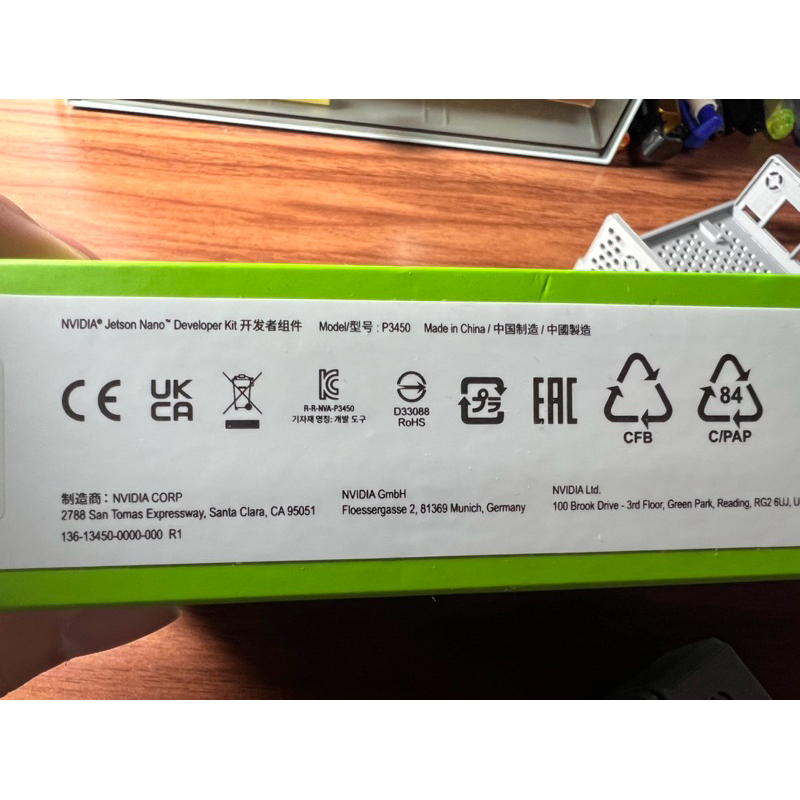 NVIDIA® Jetson Nano™ Developer Kit 开发者组件 Model/型号 : P3450 Made in China / 中国制造 / 中國製造
CE UK CA KC プラ EAC 84
R-R-NVA-P3450
기자재 명칭: 개발 도구
D33088
RoHS
CFB
C/PAP
制造商 : NVIDIA CORP
2788 San Tomas Expressway, Santa Clara, CA 95051
136-13450-0000-000 R1
NVIDIA GmbH
Floessergasse 2, 81369 Munich, Germany
NVIDIA Ltd.
100 Brook Drive - 3rd Floor, Green Park, Reading, RG2 6UJ, U